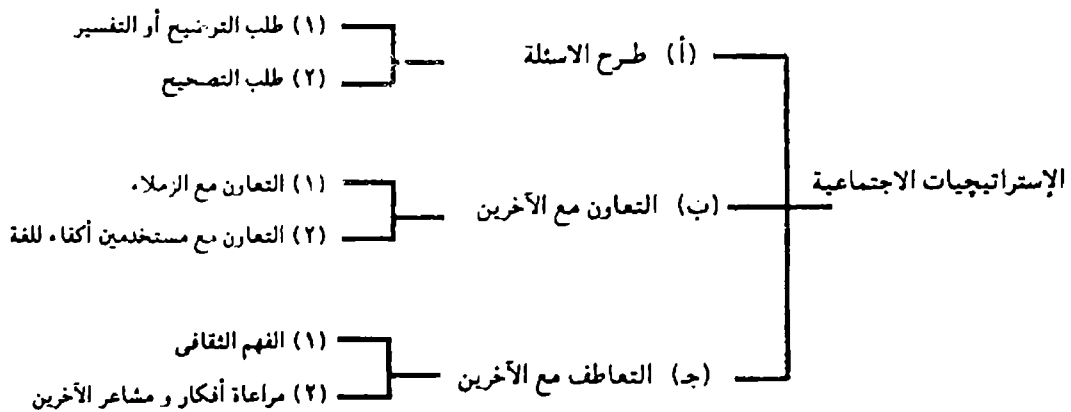 الإستراتيچيات الاجتماعية
(أ) طرح الاسئلة
(١) طلب التوضيح أو التفسير
(٢) طلب التصحيح
(ب) التعاون مع الآخرين
(١) التعاون مع الزملاء
(٢) التعاون مع مستخدمين أكفاء للغة
(جـ) التعاطف مع الآخرين
(١) الفهم الثقافى
(٢) مراعاة أفكار و مشاعر الآخرين